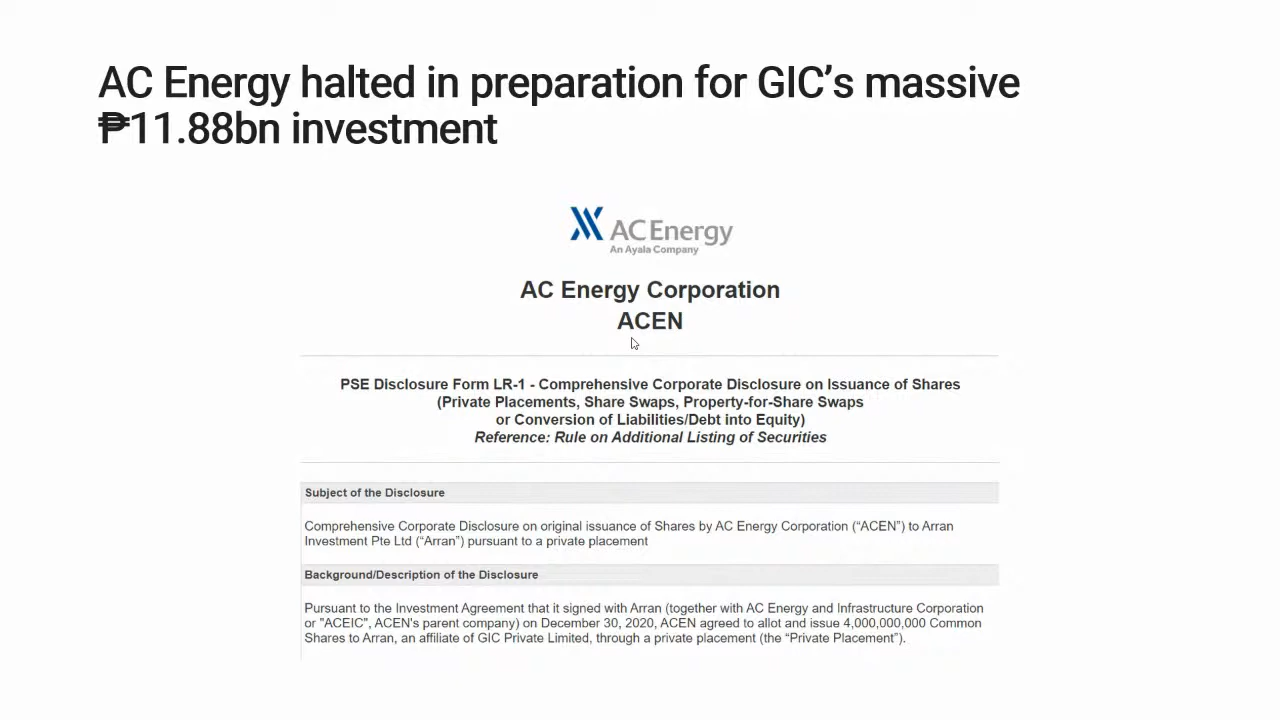 AC Energy halted in preparation for GIC’s massive
₱11.88bn investment
AC Energy
An Ayala Company
AC Energy Corporation
ACEN
PSE Disclosure Form LR-1 - Comprehensive Corporate Disclosure on Issuance of Shares
(Private Placements, Share Swaps, Property-for-Share Swaps
or Conversion of Liabilities/Debt into Equity)
Reference: Rule on Additional Listing of Securities
Subject of the Disclosure
Comprehensive Corporate Disclosure on original issuance of Shares by AC Energy Corporation (“ACEN”) to Arran
Investment Pte Ltd (“Arran”) pursuant to a private placement
Background/Description of the Disclosure
Pursuant to the Investment Agreement that it signed with Arran (together with AC Energy and Infrastructure Corporation
or "ACEIC", ACEN's parent company) on December 30, 2020, ACEN agreed to allot and issue 4,000,000,000 Common
Shares to Arran, an affiliate of GIC Private Limited, through a private placement (the “Private Placement”).